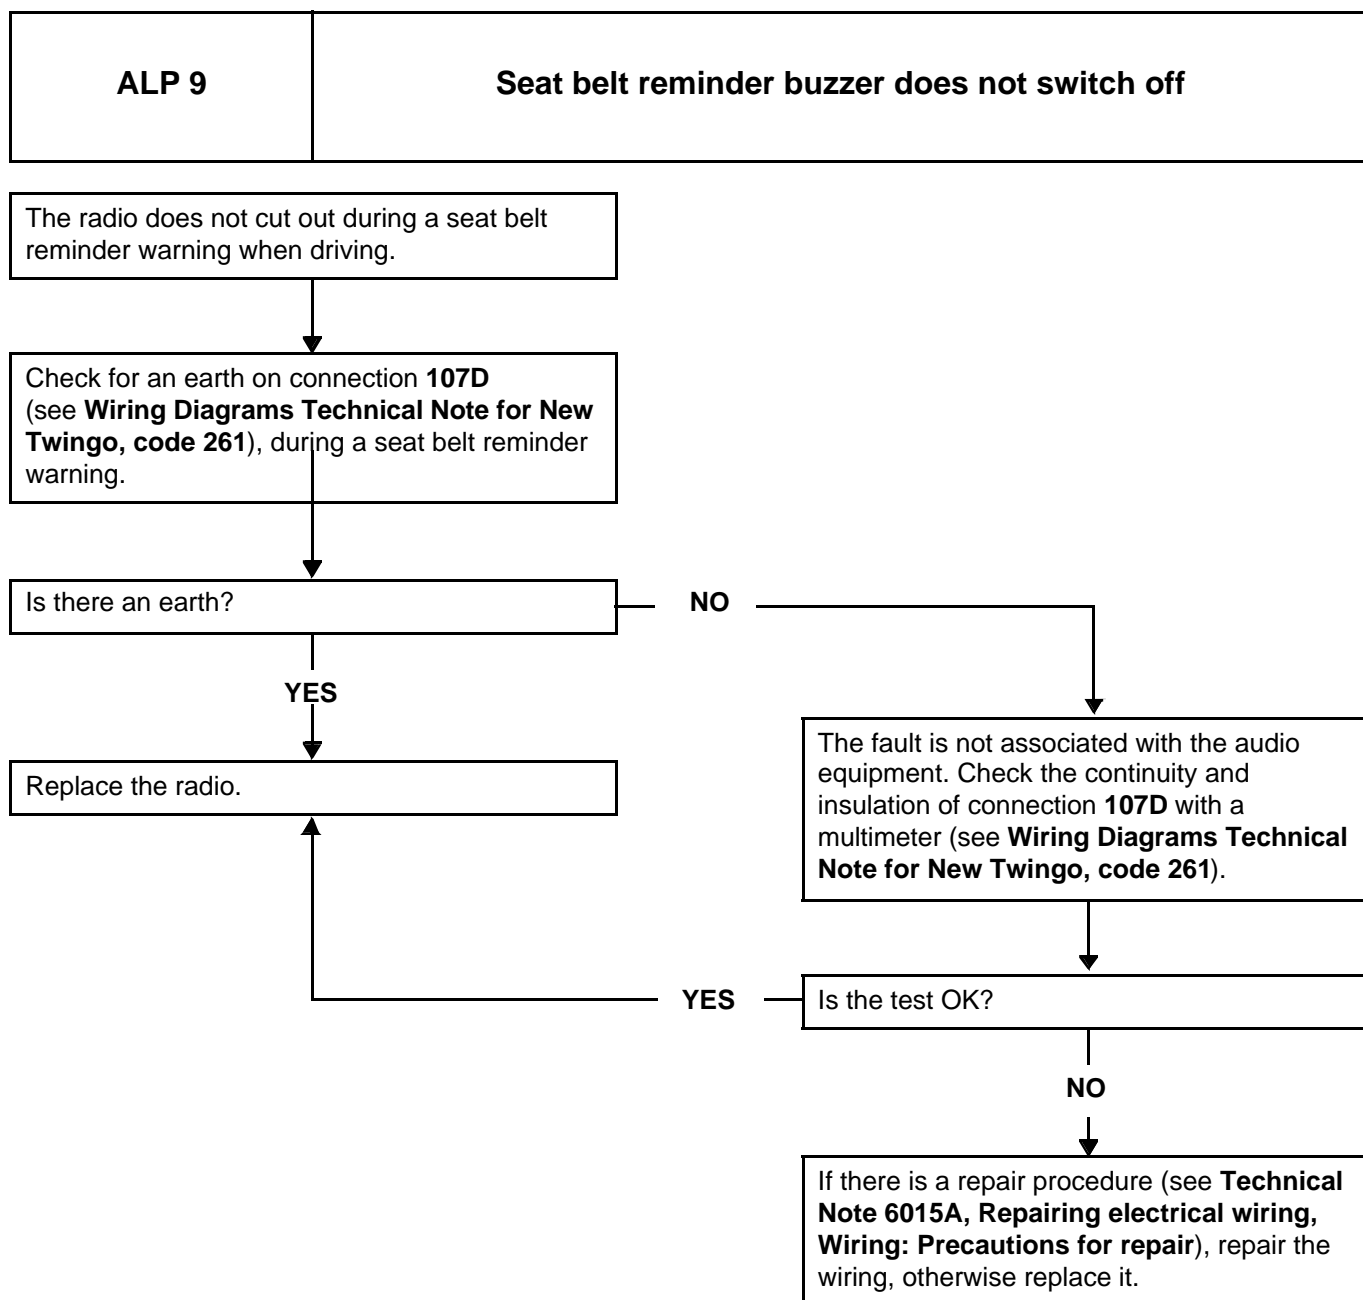 ALP 9
Seat belt reminder buzzer does not switch off
The radio does not cut out during a seat belt
reminder warning when driving.
Check for an earth on connection 107D
(see Wiring Diagrams Technical Note for New
Twingo, code 261), during a seat belt reminder
warning.
Is there an earth?
NO
YES
Replace the radio.
The fault is not associated with the audio
equipment. Check the continuity and
insulation of connection 107D with a
multimeter (see Wiring Diagrams Technical
Note for New Twingo, code 261).
YES
Is the test OK?
NO
If there is a repair procedure (see Technical
Note 6015A, Repairing electrical wiring,
Wiring: Precautions for repair), repair the
wiring, otherwise replace it.